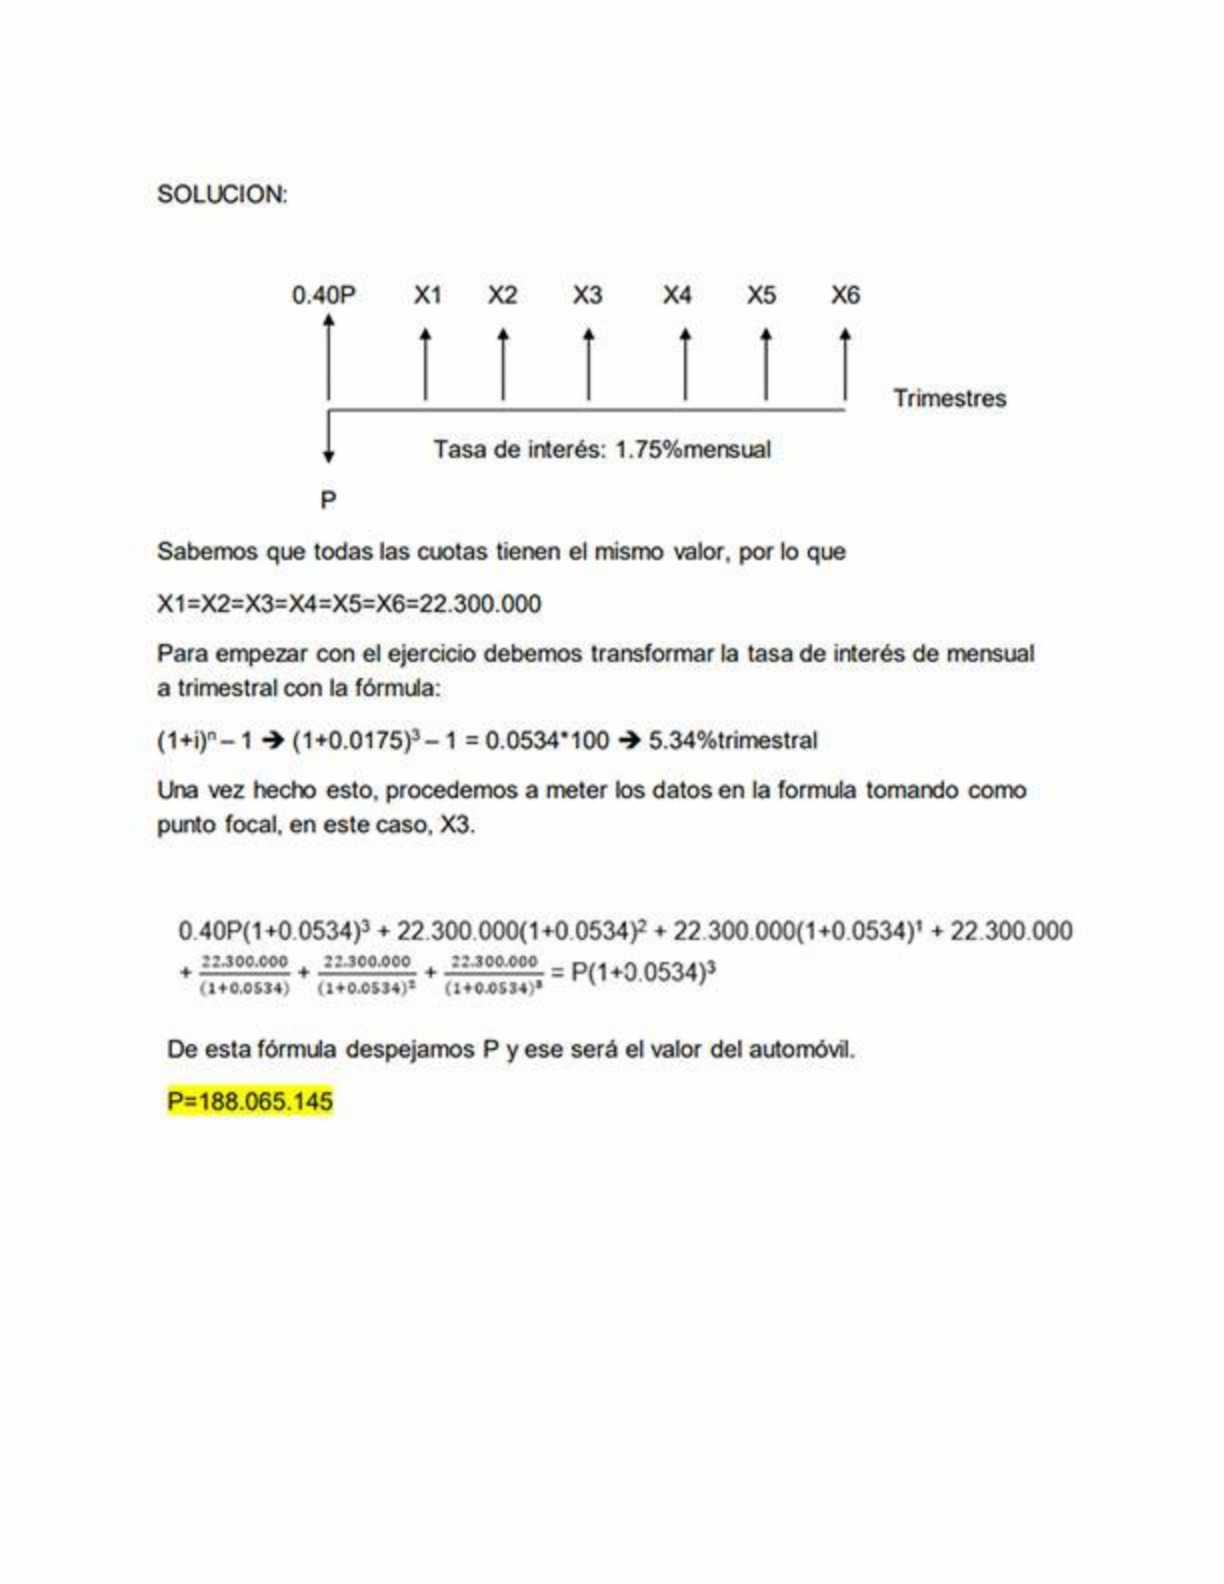 SOLUCION:
0.40P X1 X2 X3 X4 X5 X6
Trimestres
Tasa de interés: 1.75%mensual
P
Sabemos que todas las cuotas tienen el mismo valor, por lo que
X1=X2=X3=X4=X5=X6=22.300.000
Para empezar con el ejercicio debemos transformar la tasa de interés de mensual
a trimestral con la fórmula:
(1+i)ⁿ – 1 ➔ (1+0.0175)³ – 1 = 0.0534*100 ➔ 5.34%trimestral
Una vez hecho esto, procedemos a meter los datos en la formula tomando como
punto focal, en este caso, X3.
0.40P(1+0.0534)³ + 22.300.000(1+0.0534)² + 22.300.000(1+0.0534)¹ + 22.300.000
+ 22.300.000/(1+0.0534) + 22.300.000/(1+0.0534)² + 22.300.000/(1+0.0534)³ = P(1+0.0534)³
De esta fórmula despejamos P y ese será el valor del automóvil.
P=188.065.145